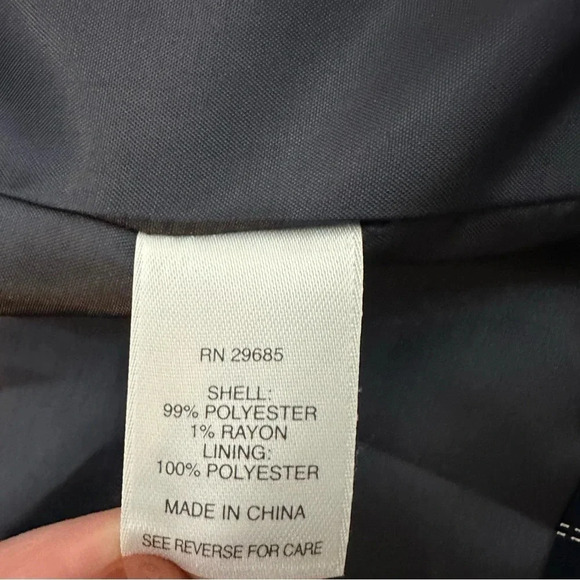 RN 29685
SHELL:
99% POLYESTER
1% RAYON
LINING:
100% POLYESTER
MADE IN CHINA
SEE REVERSE FOR CARE